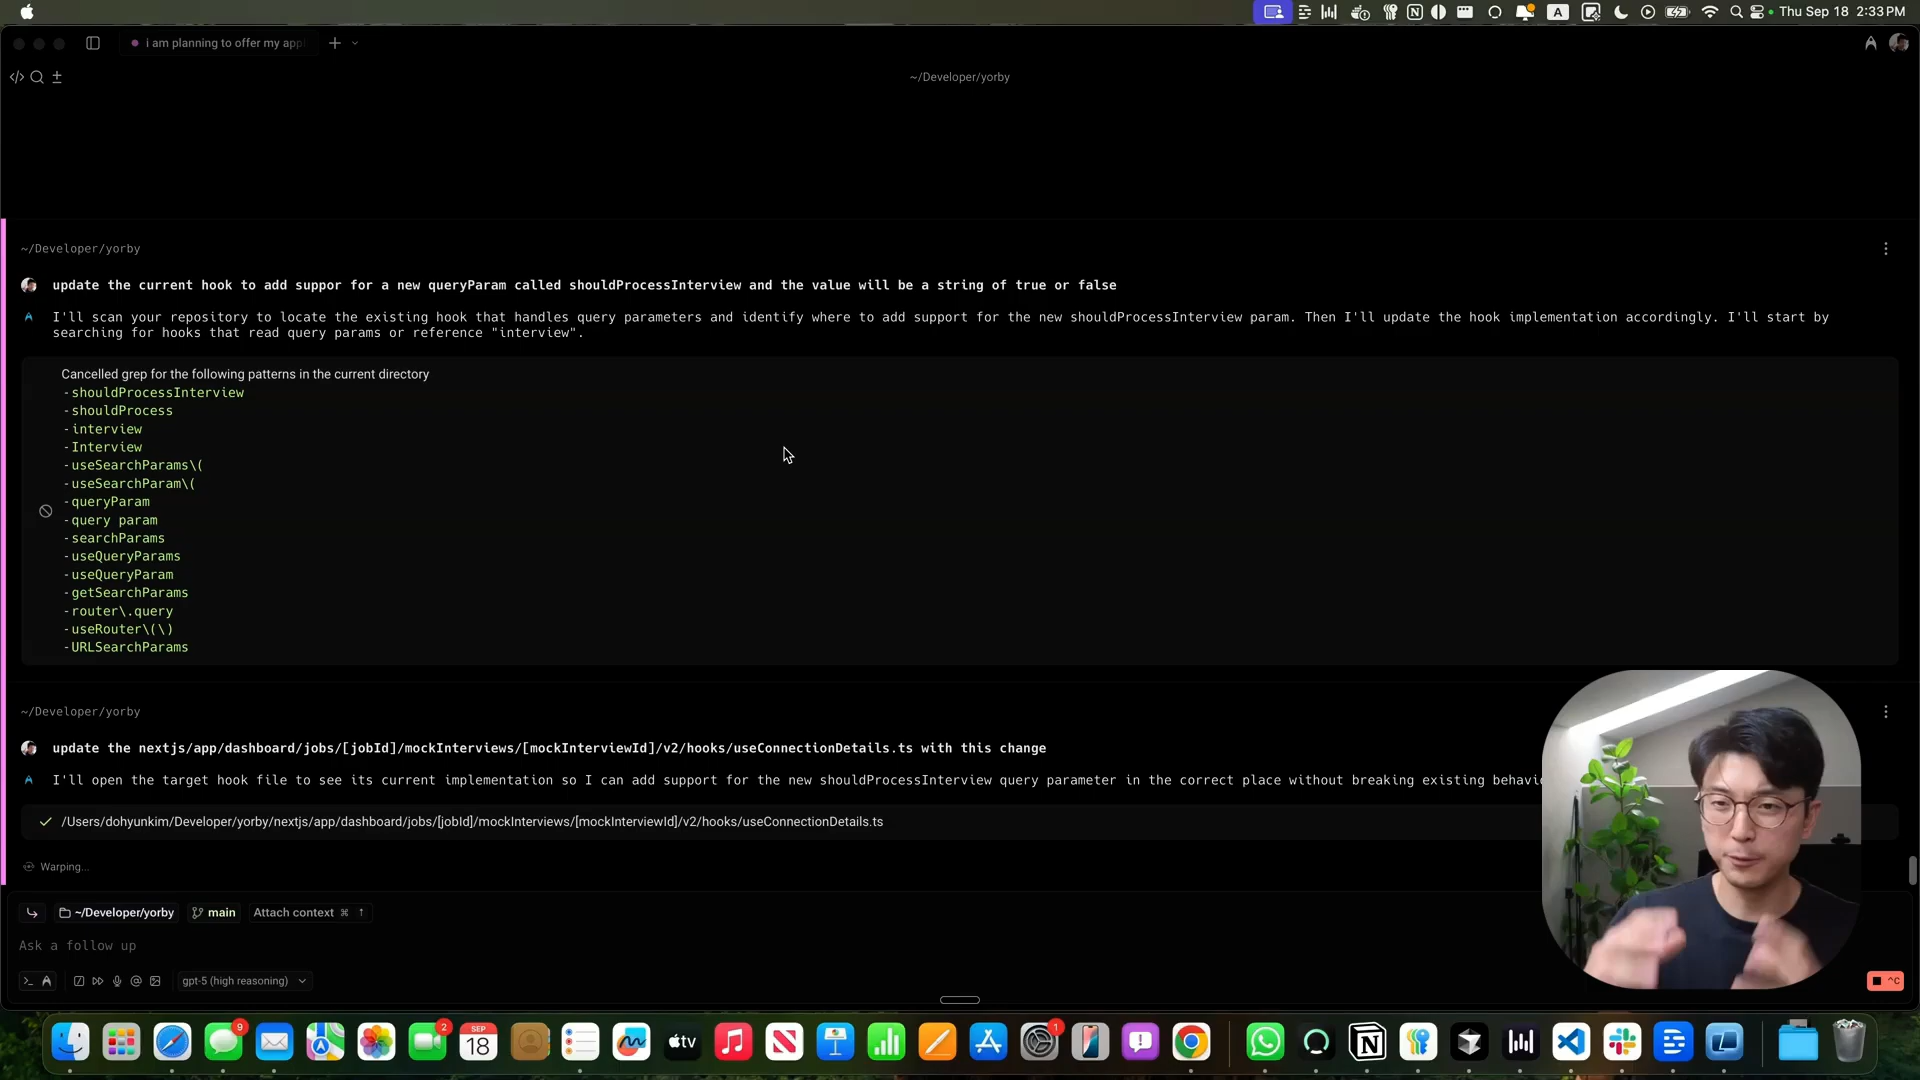 Thu Sep 18 2:33 PM
i am planning to offer my appl
~/Developer/yorby
~/Developer/yorby
update the current hook to add suppor for a new queryParam called shouldProcessInterview and the value will be a string of true or false
I'll scan your repository to locate the existing hook that handles query parameters and identify where to add support for the new shouldProcessInterview param. Then I'll update the hook implementation accordingly. I'll start by
searching for hooks that read query params or reference "interview".
Cancelled grep for the following patterns in the current directory
-shouldProcessInterview
-shouldProcess
-interview
-Interview
-useSearchParams\(
-useSearchParam\(
-queryParam
-query param
-searchParams
-useQueryParams
-useQueryParam
-getSearchParams
-router\.query
-useRouter\(\)
-URLSearchParams
~/Developer/yorby
update the nextjs/app/dashboard/jobs/[jobId]/mockInterviews/[mockInterviewId]/v2/hooks/useConnectionDetails.ts with this change
I'll open the target hook file to see its current implementation so I can add support for the new shouldProcessInterview query parameter in the correct place without breaking existing behavi
/Users/dohyunkim/Developer/yorby/nextjs/app/dashboard/jobs/[jobId]/mockInterviews/[mockInterviewId]/v2/hooks/useConnectionDetails.ts
Warping...
~/Developer/yorby main Attach context ⌘ ↑
Ask a follow up
gpt-5 (high reasoning)
^C
9
2
SEP
18
tv
1